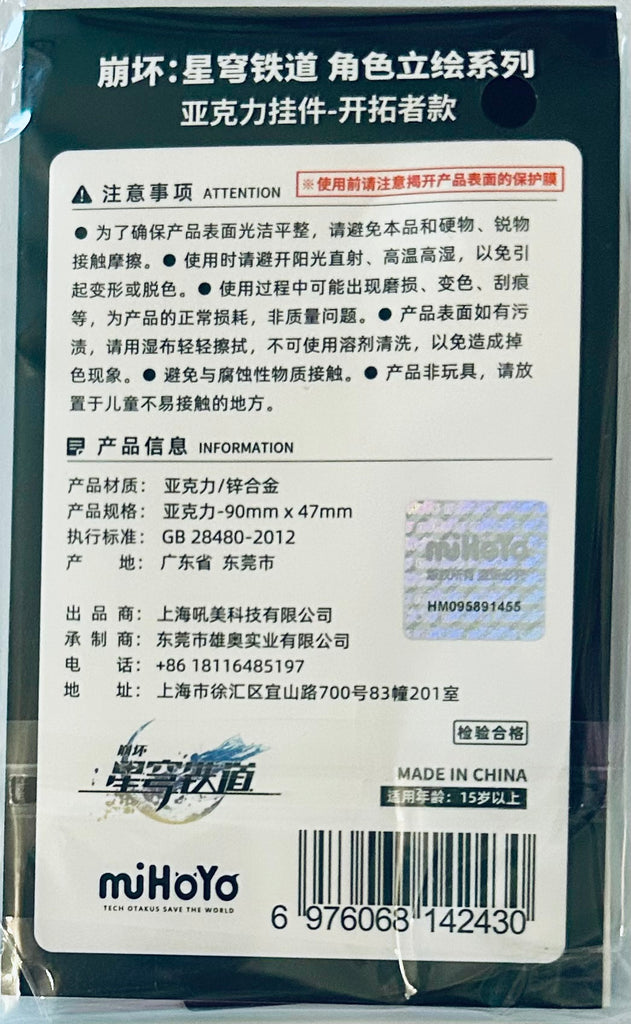 崩坏：星穹铁道 角色立绘系列
亚克力挂件-开拓者款
注意事项 ATTENTION
※使用前请注意揭开产品表面的保护膜
● 为了确保产品表面光洁平整，请避免本品和硬物、锐物
接触摩擦。● 使用时请避开阳光直射、高温高湿，以免引
起变形或脱色。● 使用过程中可能出现磨损、变色、刮痕
等，为产品的正常损耗，非质量问题。● 产品表面如有污
渍，请用湿布轻轻擦拭，不可使用溶剂清洗，以免造成掉
色现象。● 避免与腐蚀性物质接触。● 产品非玩具，请放
置于儿童不易接触的地方。
产品信息 INFORMATION
产品材质： 亚克力/锌合金
产品规格： 亚克力-90mm x 47mm
执行标准： GB 28480-2012
产 地： 广东省 东莞市
miHoYo
HM095891455
出 品 商： 上海吼美科技有限公司
承 制 商： 东莞市雄奥实业有限公司
电 话： +86 18116485197
地 址： 上海市徐汇区宜山路700号83幢201室
检验合格
崩坏
星穹铁道
MADE IN CHINA
适用年龄：15岁以上
miHoYo
TECH OTAKUS SAVE THE WORLD
6 976068 142430